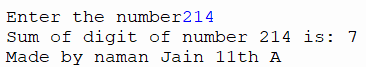 Enter the number214
Sum of digit of number 214 is: 7
Made by naman Jain 11th A